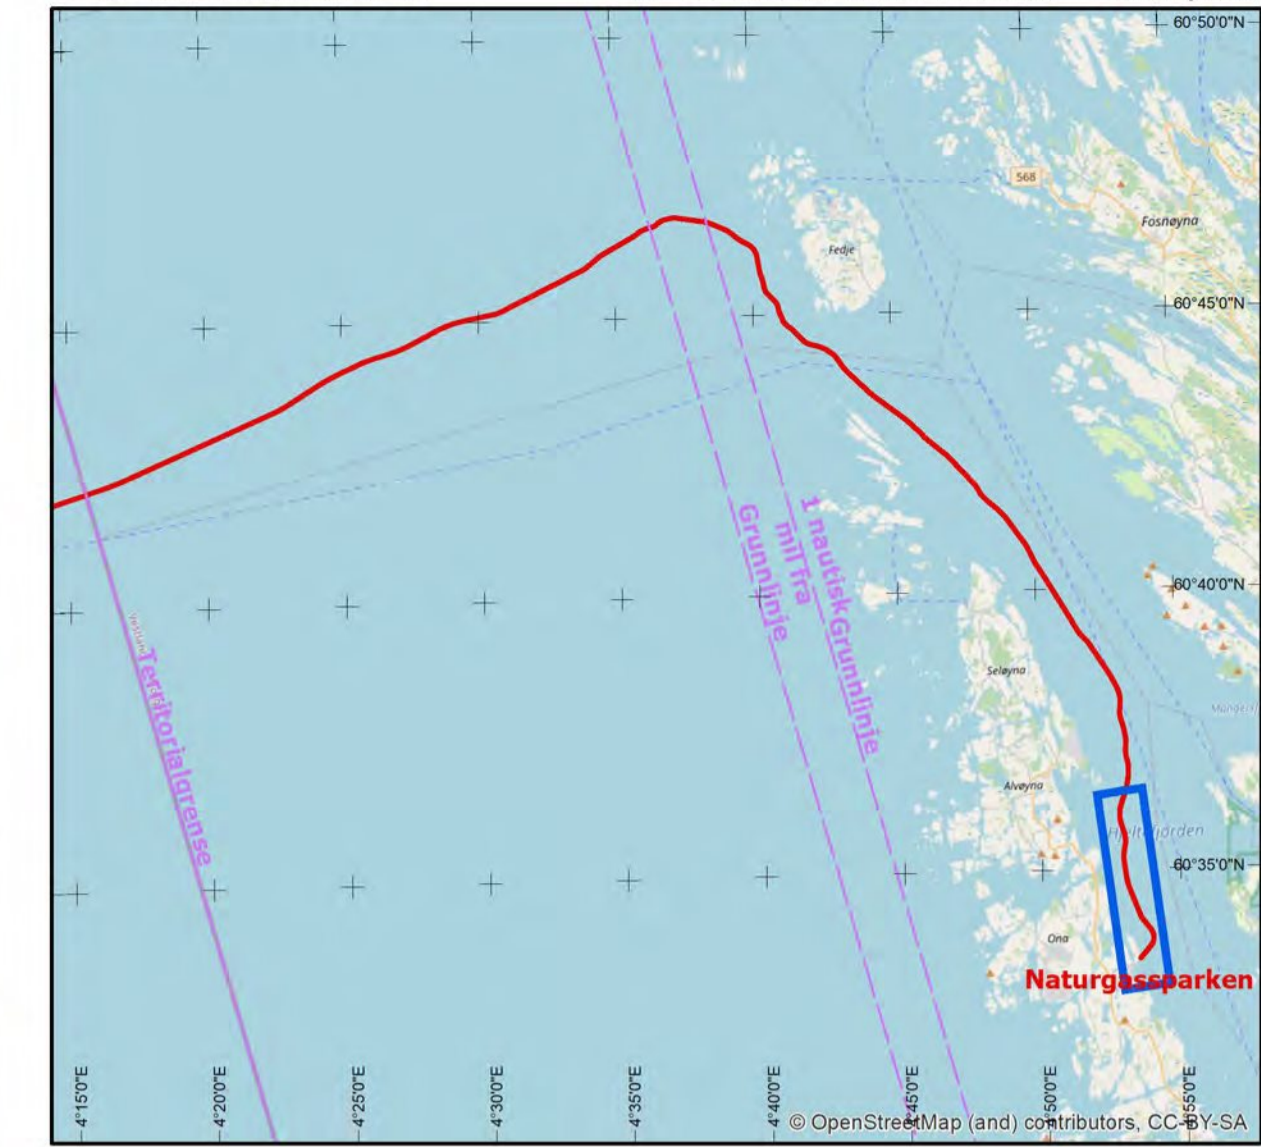 60°50'0"N
568
Fosnøyna
Fedje
60°45'0"N
1 nautisk
mil fra
Grunnlinje
Grunnlinje
60°40'0"N
Vestland
Territorialgrense
Seløyna
Alvøyna
Hjeltefjorden
60°35'0"N
Ona
Naturgassparken
4°15'0"E
4°20'0"E
4°25'0"E
4°30'0"E
4°35'0"E
4°40'0"E
4°45'0"E
4°50'0"E
4°55'0"E
© OpenStreetMap (and) contributors, CC-BY-SA